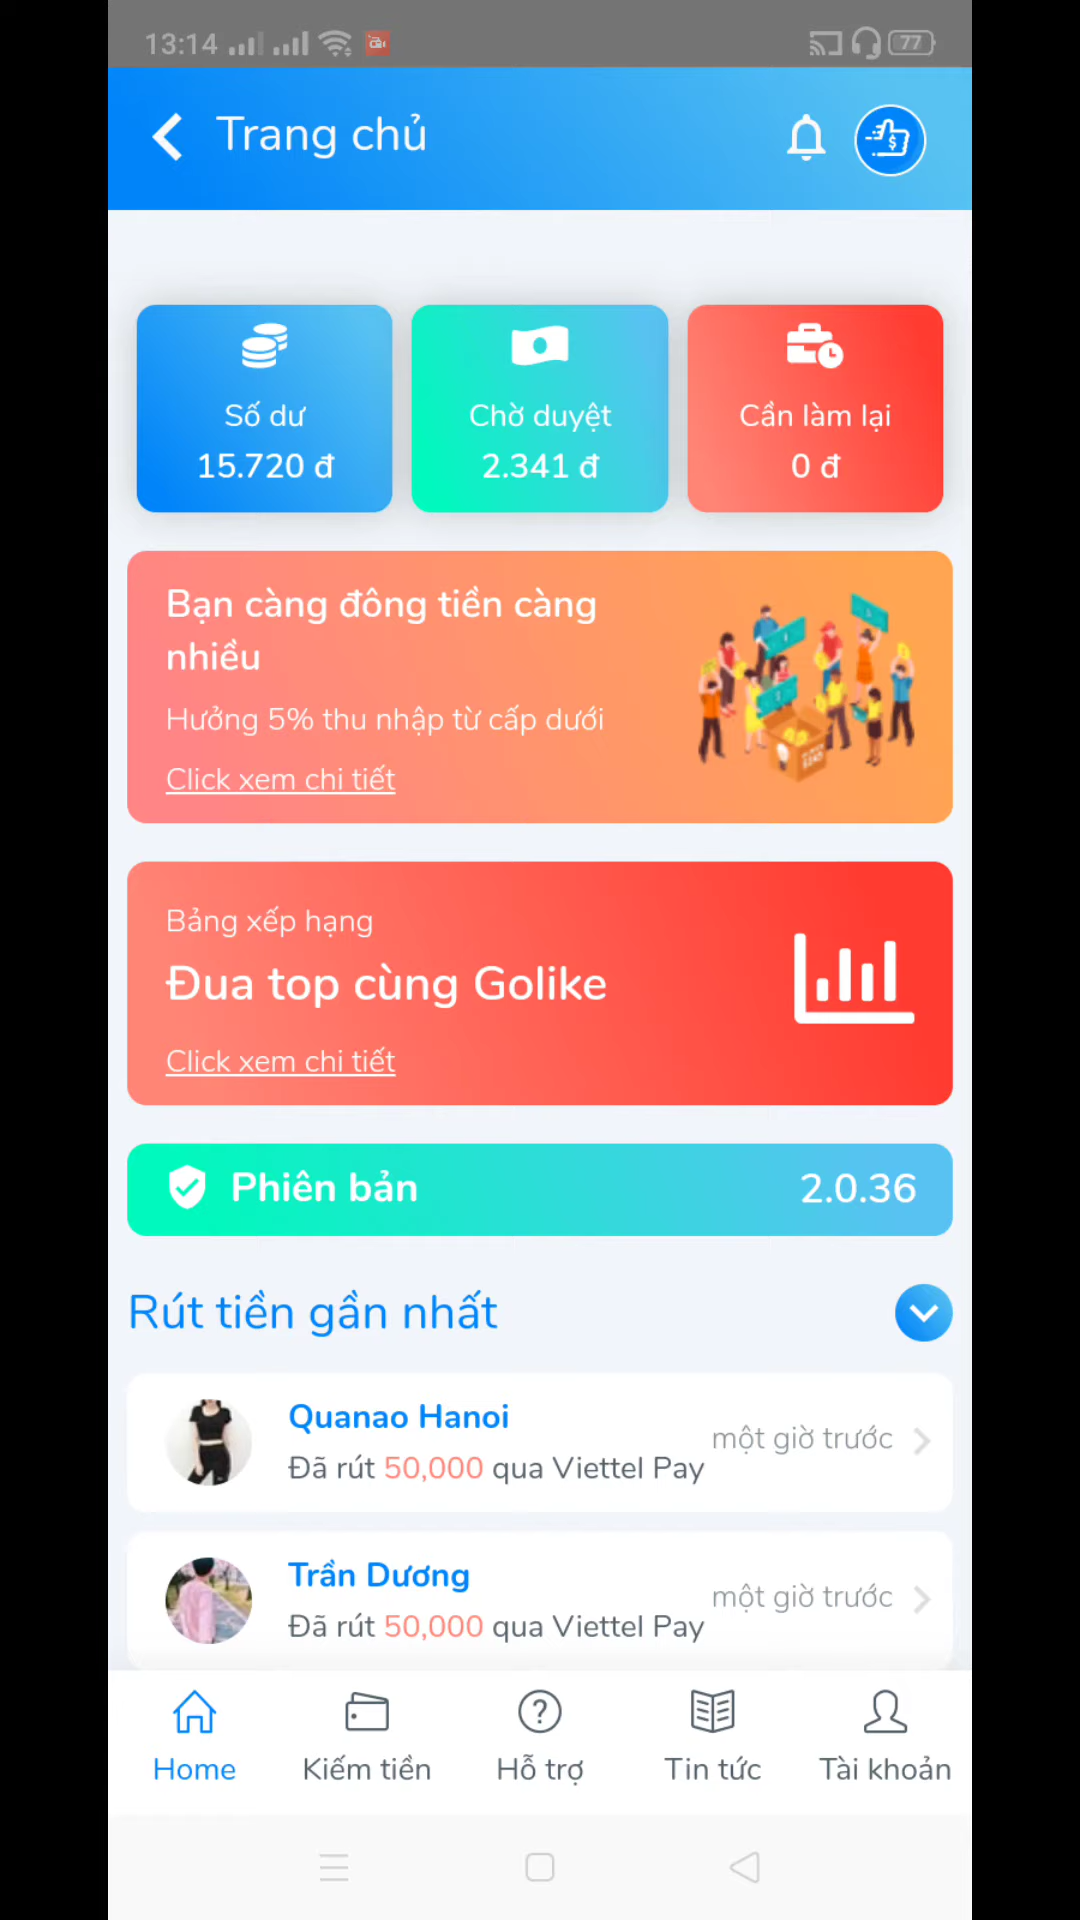 13:14
77
Trang chủ
Số dư
15.720 đ
Chờ duyệt
2.341 đ
Cần làm lại
0 đ
Bạn càng đông tiền càng
nhiều
Hưởng 5% thu nhập từ cấp dưới
Click xem chi tiết
Bảng xếp hạng
Đua top cùng Golike
Click xem chi tiết
Phiên bản 2.0.36
Rút tiền gần nhất
Quanao Hanoi
Đã rút 50,000 qua Viettel Pay
một giờ trước
Trần Dương
Đã rút 50,000 qua Viettel Pay
một giờ trước
Home
Kiếm tiền
Hỗ trợ
Tin tức
Tài khoản